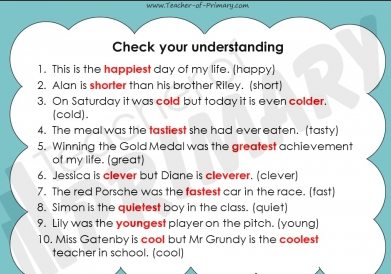 www.Teacher-of-Primary.com
Check your understanding
1. This is the happiest day of my life. (happy)
2. Alan is shorter than his brother Riley. (short)
3. On Saturday it was cold but today it is even colder.
(cold).
4. The meal was the tastiest she had ever eaten. (tasty)
5. Winning the Gold Medal was the greatest achievement
of my life. (great)
6. Jessica is clever but Diane is cleverer. (clever)
7. The red Porsche was the fastest car in the race. (fast)
8. Simon is the quietest boy in the class. (quiet)
9. Lily was the youngest player on the pitch. (young)
10. Miss Gatenby is cool but Mr Grundy is the coolest
teacher in school. (cool)